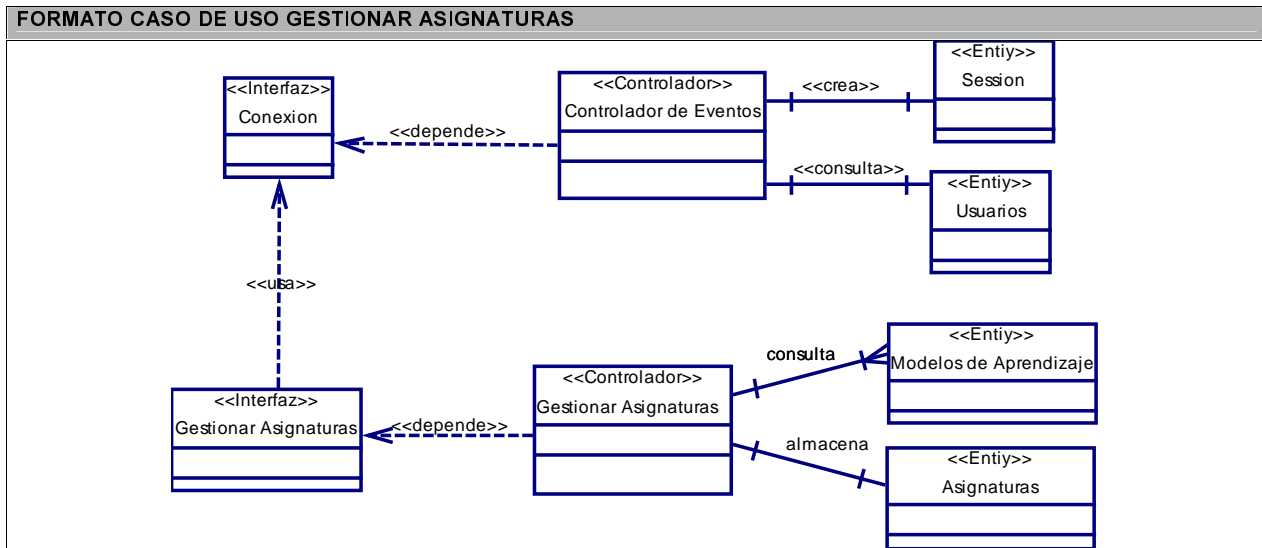 FORMATO CASO DE USO GESTIONAR ASIGNATURAS
<<Interfaz>>
Conexion
<<depende>>
<<Controlador>>
Controlador de Eventos
<<crea>>
<<Entiy>>
Session
<<consulta>>
<<Entiy>>
Usuarios
<<usa>>
<<Interfaz>>
Gestionar Asignaturas
<<depende>>
<<Controlador>>
Gestionar Asignaturas
consulta
<<Entiy>>
Modelos de Aprendizaje
almacena
<<Entiy>>
Asignaturas